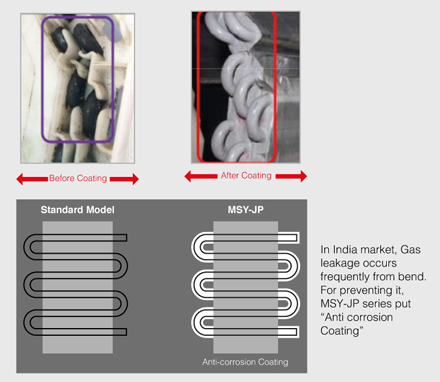 Before Coating
After Coating
Standard Model
MSY-JP
Anti-corrosion Coating
In India market, Gas
leakage occurs
frequently from bend.
For preventing it,
MSY-JP series put
“Anti corrosion
Coating”